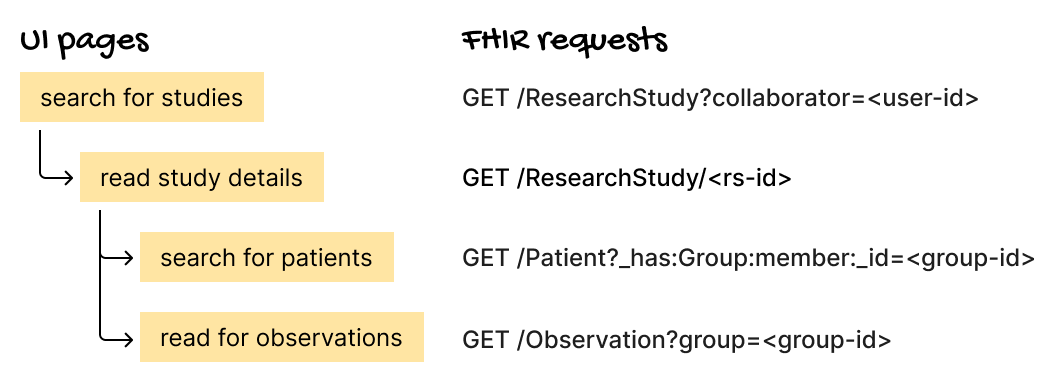 UI pages
FHIR requests
search for studies
GET /ResearchStudy?collaborator=<user-id>
read study details
GET /ResearchStudy/<rs-id>
search for patients
GET /Patient?_has:Group:member:_id=<group-id>
read for observations
GET /Observation?group=<group-id>